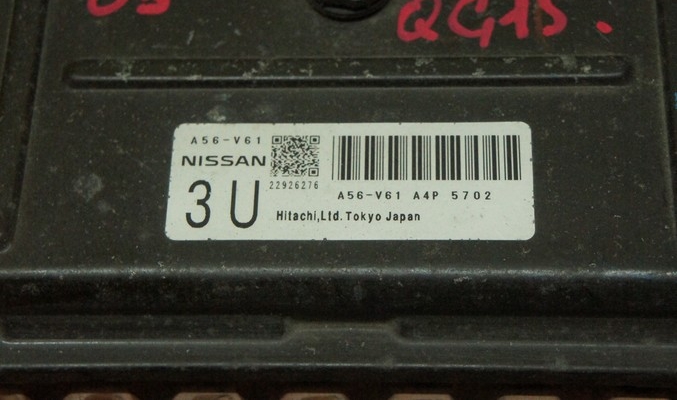 QG15.
A56-V61
NISSAN
22926276
3U
A56-V61 A4P 5702
Hitachi,Ltd.Tokyo Japan